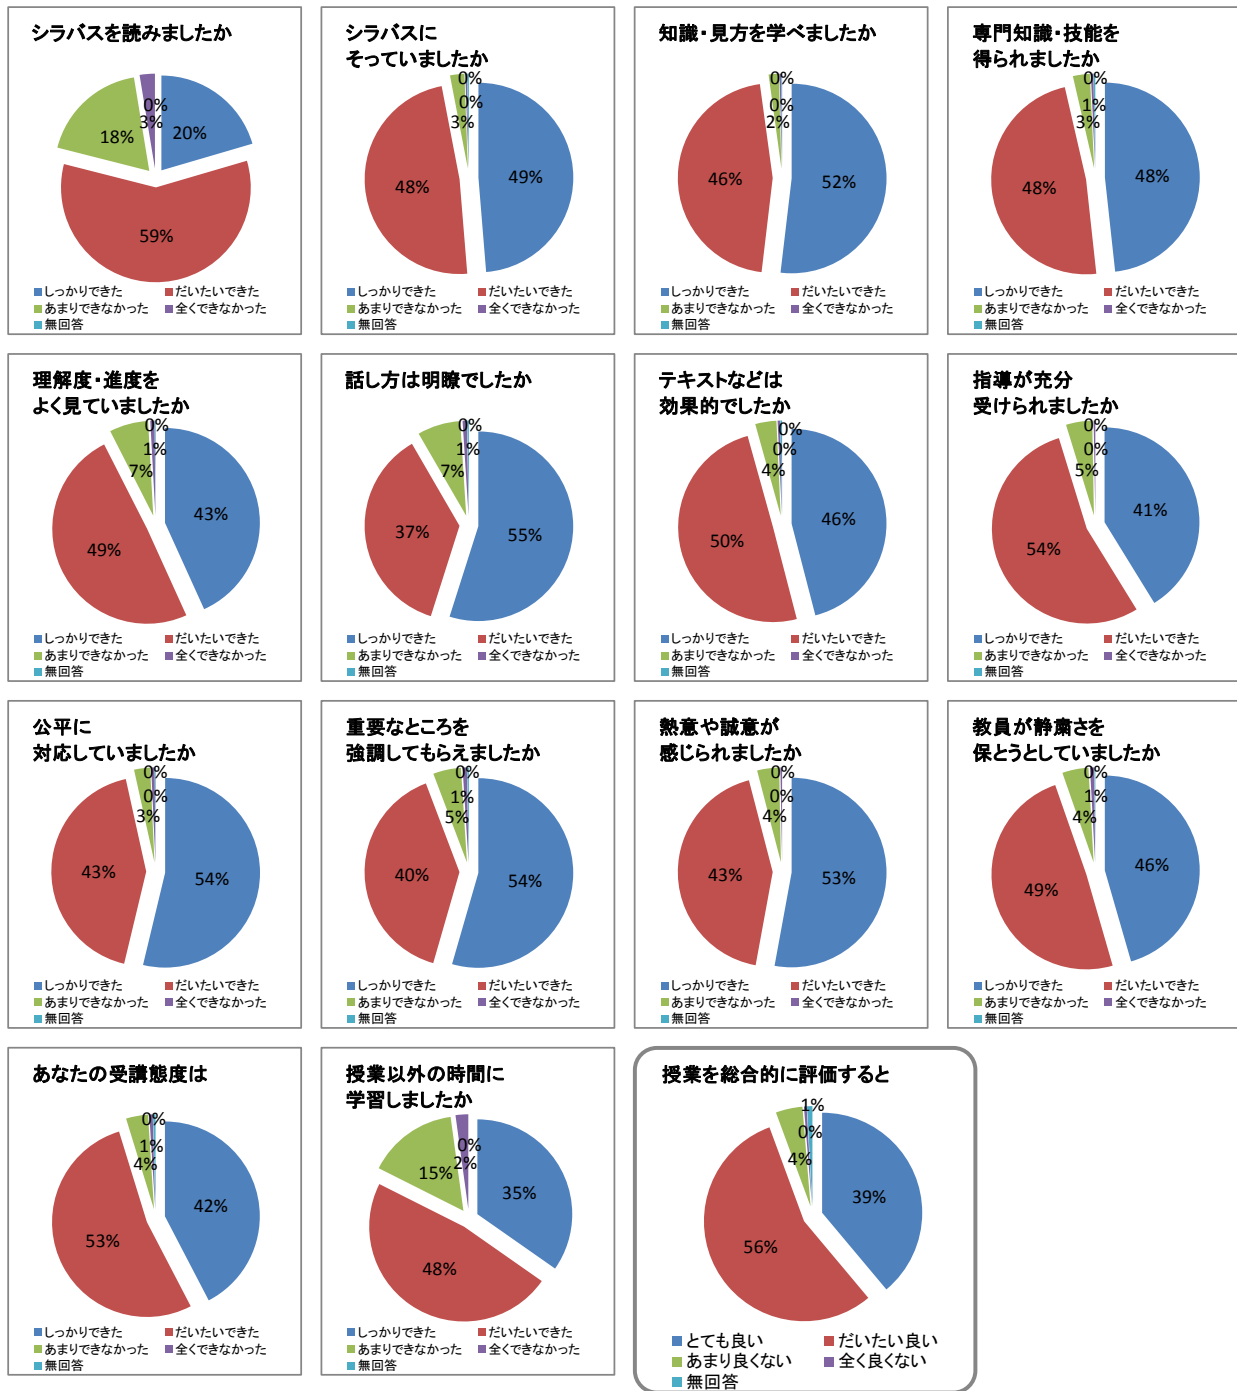 シラバスを読みましたか
0%
3%
20%
18%
59%
■しっかりできた ■だいたいできた
■あまりできなかった ■全くできなかった
■無回答
シラバスに
そっていましたか
0%
0%
3%
49%
48%
■しっかりできた ■だいたいできた
■あまりできなかった ■全くできなかった
■無回答
知識・見方を学べましたか
0%
0%
2%
46%
52%
■しっかりできた ■だいたいできた
■あまりできなかった ■全くできなかった
■無回答
専門知識・技能を
得られましたか
0%
1%
3%
48%
48%
■しっかりできた ■だいたいできた
■あまりできなかった ■全くできなかった
■無回答
理解度・進度を
よく見ていましたか
0%
1%
7%
43%
49%
■しっかりできた ■だいたいできた
■あまりできなかった ■全くできなかった
■無回答
話し方は明瞭でしたか
0%
1%
7%
37%
55%
■しっかりできた ■だいたいできた
■あまりできなかった ■全くできなかった
■無回答
テキストなどは
効果的でしたか
0%
0%
4%
46%
50%
■しっかりできた ■だいたいできた
■あまりできなかった ■全くできなかった
■無回答
指導が充分
受けられましたか
0%
0%
5%
41%
54%
■しっかりできた ■だいたいできた
■あまりできなかった ■全くできなかった
■無回答
公平に
対応していましたか
0%
0%
3%
43%
54%
■しっかりできた ■だいたいできた
■あまりできなかった ■全くできなかった
■無回答
重要なところを
強調してもらえましたか
0%
1%
5%
40%
54%
■しっかりできた ■だいたいできた
■あまりできなかった ■全くできなかった
■無回答
熱意や誠意が
感じられましたか
0%
0%
4%
43%
53%
■しっかりできた ■だいたいできた
■あまりできなかった ■全くできなかった
■無回答
教員が静粛さを
保とうとしていましたか
0%
1%
4%
46%
49%
■しっかりできた ■だいたいできた
■あまりできなかった ■全くできなかった
■無回答
あなたの受講態度は
0%
1%
4%
42%
53%
■しっかりできた ■だいたいできた
■あまりできなかった ■全くできなかった
■無回答
授業以外の時間に
学習しましたか
0%
2%
15%
35%
48%
■しっかりできた ■だいたいできた
■あまりできなかった ■全くできなかった
■無回答
授業を総合的に評価すると
1%
0%
4%
39%
56%
■とても良い ■だいたい良い
■あまり良くない ■全く良くない
■無回答